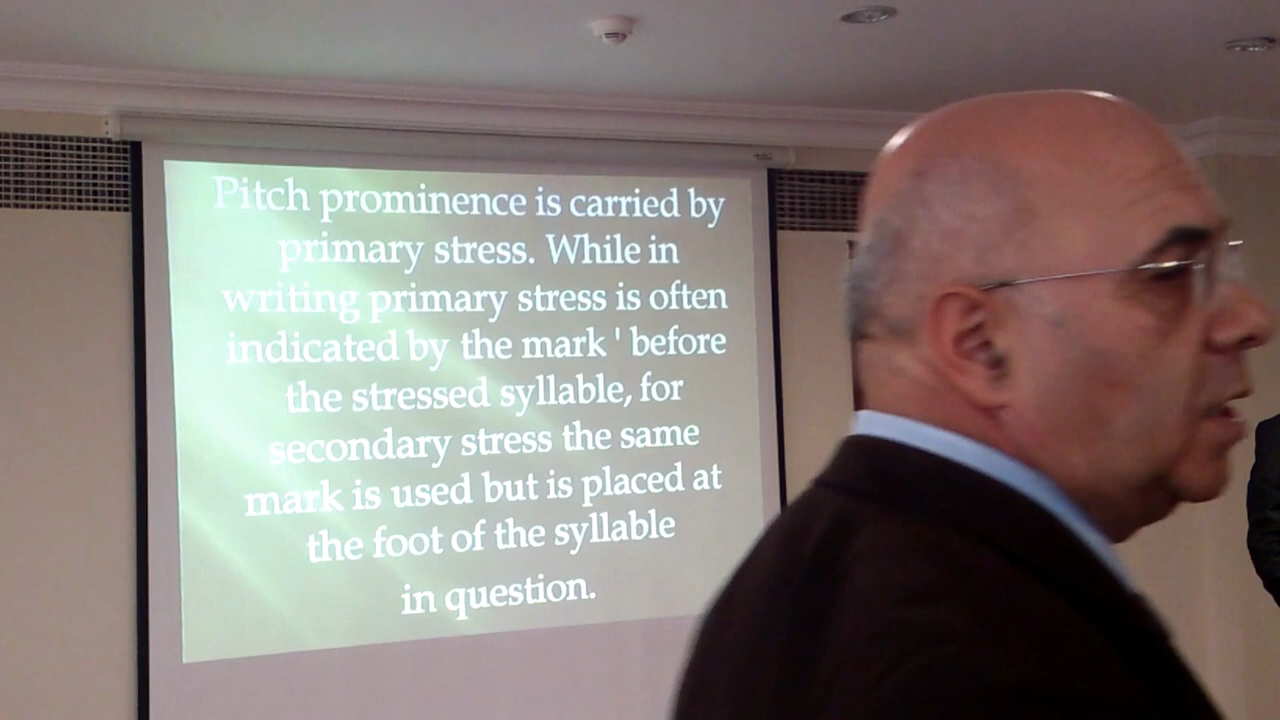 Pitch prominence is carried by
primary stress. While in
writing primary stress is often
indicated by the mark ' before
the stressed syllable, for
secondary stress the same
mark is used but is placed at
the foot of the syllable
in question.